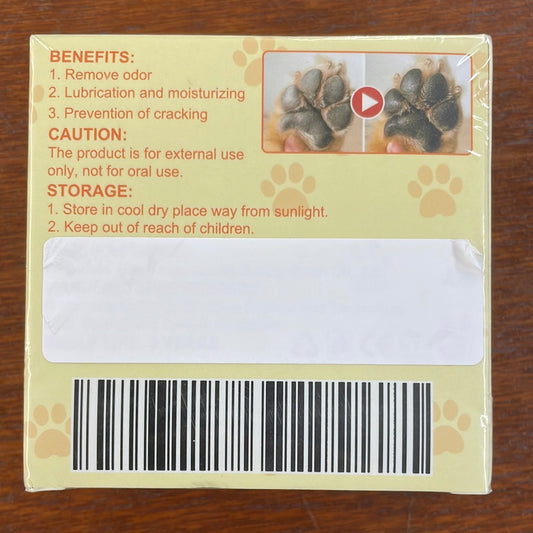 BENEFITS:
1. Remove odor
2. Lubrication and moisturizing
3. Prevention of cracking
CAUTION:
The product is for external use
only, not for oral use.
STORAGE:
1. Store in cool dry place way from sunlight.
2. Keep out of reach of children.